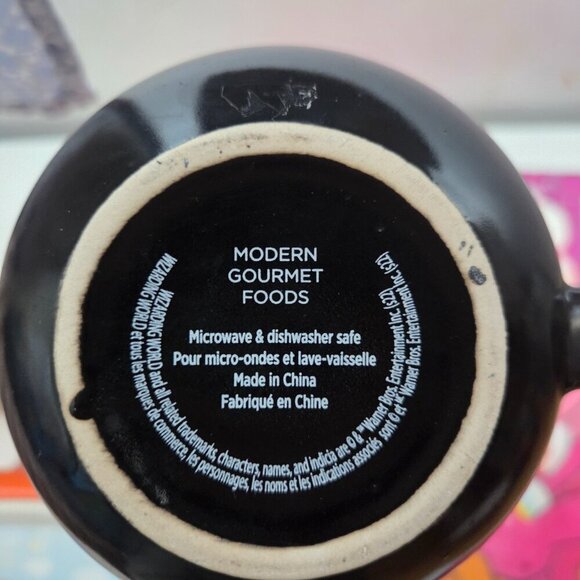 MODERN
GOURMET
FOODS
Microwave & dishwasher safe
Pour micro-ondes et lave-vaisselle
Made in China
Fabriqué en Chine
WIZARDING WORLD and all related trademarks, characters, names, and indicia are © & ™ Warner Bros. Entertainment Inc. (s22)
WIZARDING WORLD et tous les marques de commerce, les personnages, les noms et les indications associés sont © et ™ Warner Bros. Entertainment Inc. (s22)